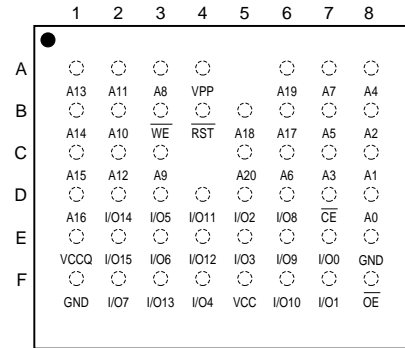 1 2 3 4 5 6 7 8
A
A13 A11 A8 VPP A19 A7 A4
B
A14 A10 WE RST A18 A17 A5 A2
C
A15 A12 A9 A20 A6 A3 A1
D
A16 I/O14 I/O5 I/O11 I/O2 I/O8 CE A0
E
VCCQ I/O15 I/O6 I/O12 I/O3 I/O9 I/O0 GND
F
GND I/O7 I/O13 I/O4 VCC I/O10 I/O1 OE